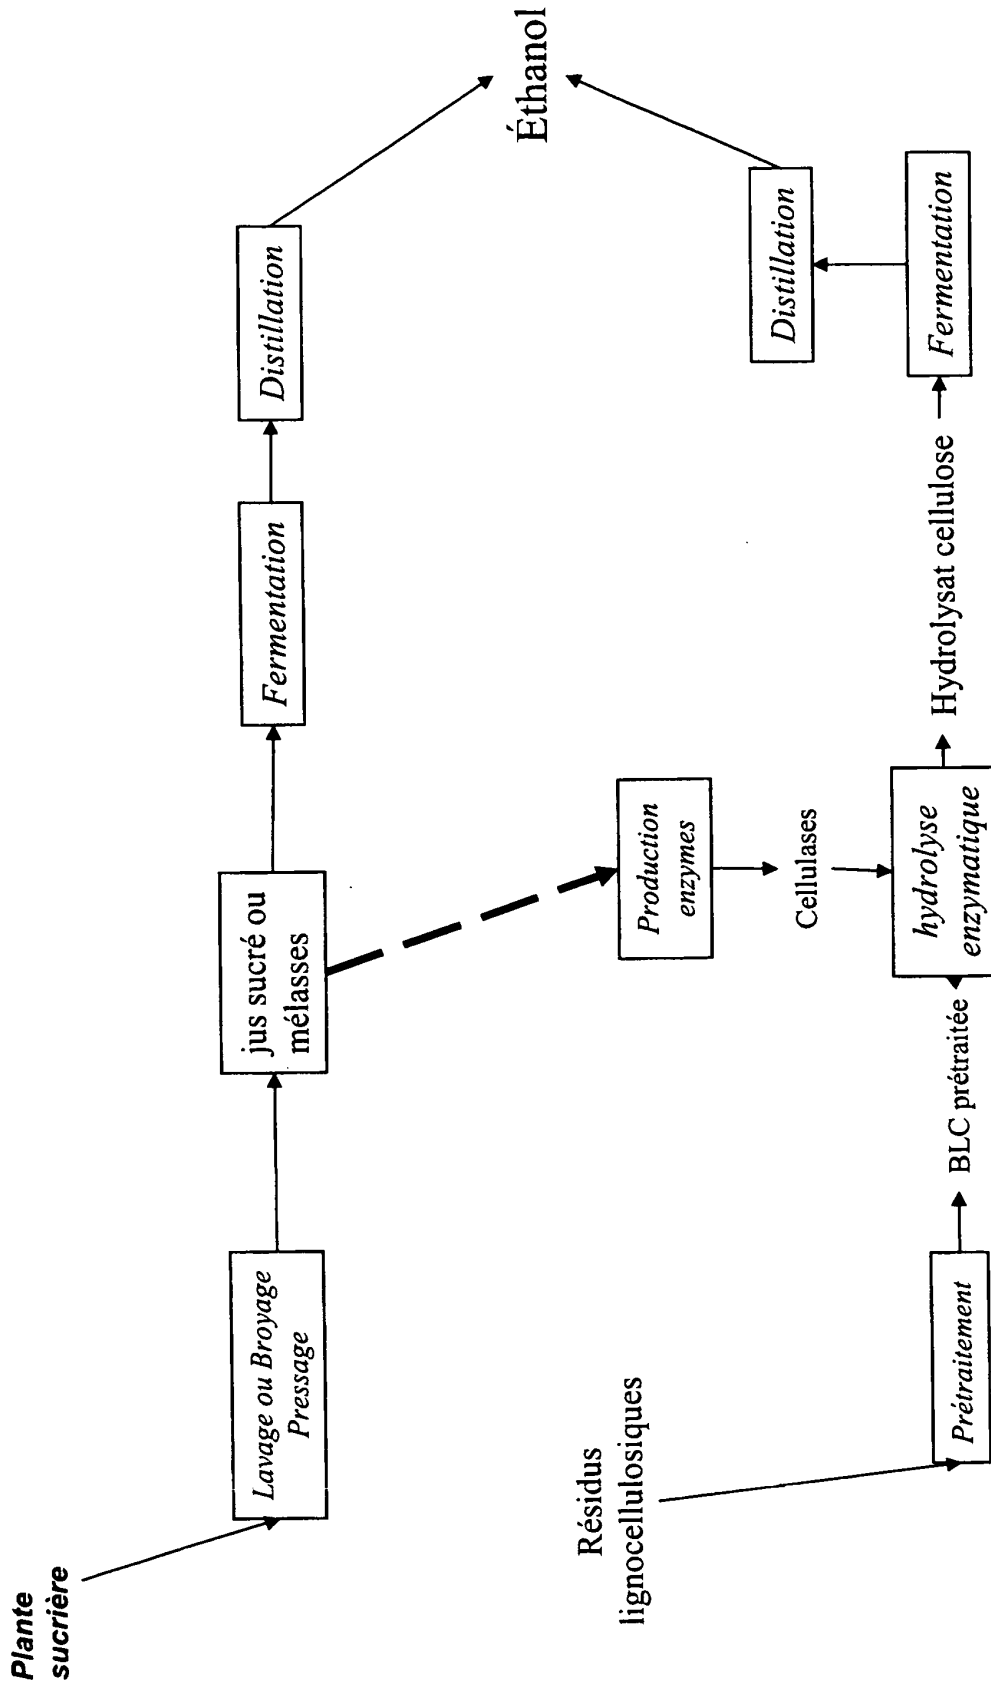 Plante
sucrière
Lavage ou Broyage
Pressage
jus sucré ou
mélasses
Fermentation
Distillation
Éthanol
Résidus
lignocellulosiques
Prétraitement
BLC prétraitée
Production
enzymes
Cellulases
hydrolyse
enzymatique
Hydrolysat cellulose
Fermentation
Distillation